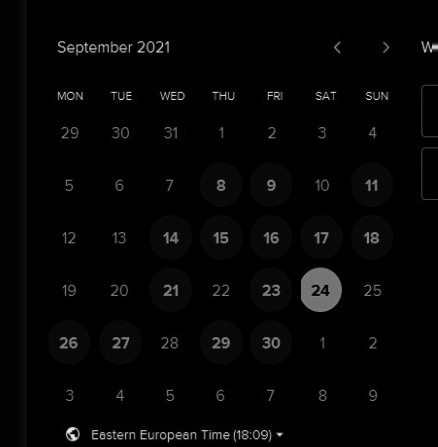 September 2021
MON TUE WED THU FRI SAT SUN
29 30 31 1 2 3 4
5 6 7 8 9 10 11
12 13 14 15 16 17 18
19 20 21 22 23 24 25
26 27 28 29 30 1 2
3 4 5 6 7 8 9
Eastern European Time (18:09)